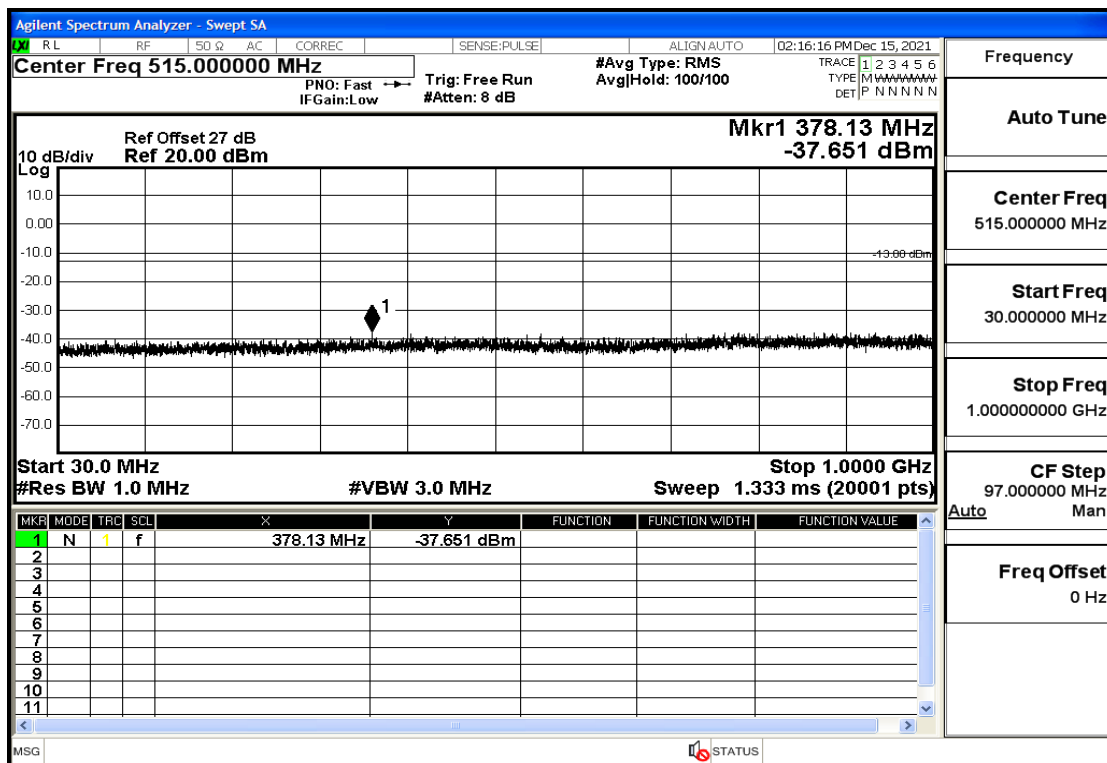 Agilent Spectrum Analyzer - Swept SA
LXI RL RF 50 Ω AC CORREC SENSE:PULSE ALIGN AUTO 02:16:16 PM Dec 15, 2021
Center Freq 515.000000 MHz
PNO: Fast
IFGain:Low
Trig: Free Run
#Atten: 8 dB
#Avg Type: RMS
Avg|Hold: 100/100
TRACE 1 2 3 4 5 6
TYPE M
DET P N N N N N
Ref Offset 27 dB
10 dB/div Ref 20.00 dBm
Log
Mkr1 378.13 MHz
-37.651 dBm
10.0
0.00
-10.0
-13.00 dBm
-20.0
-30.0
1
-40.0
-50.0
-60.0
-70.0
Start 30.0 MHz Stop 1.0000 GHz
#Res BW 1.0 MHz #VBW 3.0 MHz Sweep 1.333 ms (20001 pts)
MKR MODE TRC SCL X Y FUNCTION FUNCTION WIDTH FUNCTION VALUE
1 N 1 f 378.13 MHz -37.651 dBm
2
3
4
5
6
7
8
9
10
11
MSG STATUS
Frequency
Auto Tune
Center Freq
515.000000 MHz
Start Freq
30.000000 MHz
Stop Freq
1.000000000 GHz
CF Step
97.000000 MHz
Auto Man
Freq Offset
0 Hz